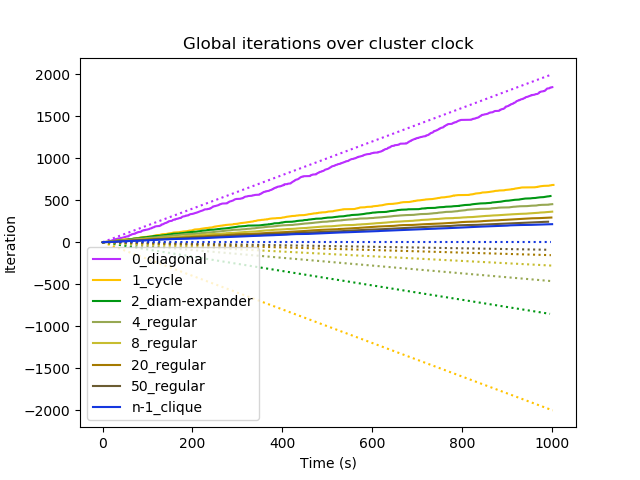 Global iterations over cluster clock
Iteration
2000
1500
1000
500
0
−500
−1000
−1500
−2000
0_diagonal
1_cycle
2_diam-expander
4_regular
8_regular
20_regular
50_regular
n-1_clique
0 200 400 600 800 1000
Time (s)